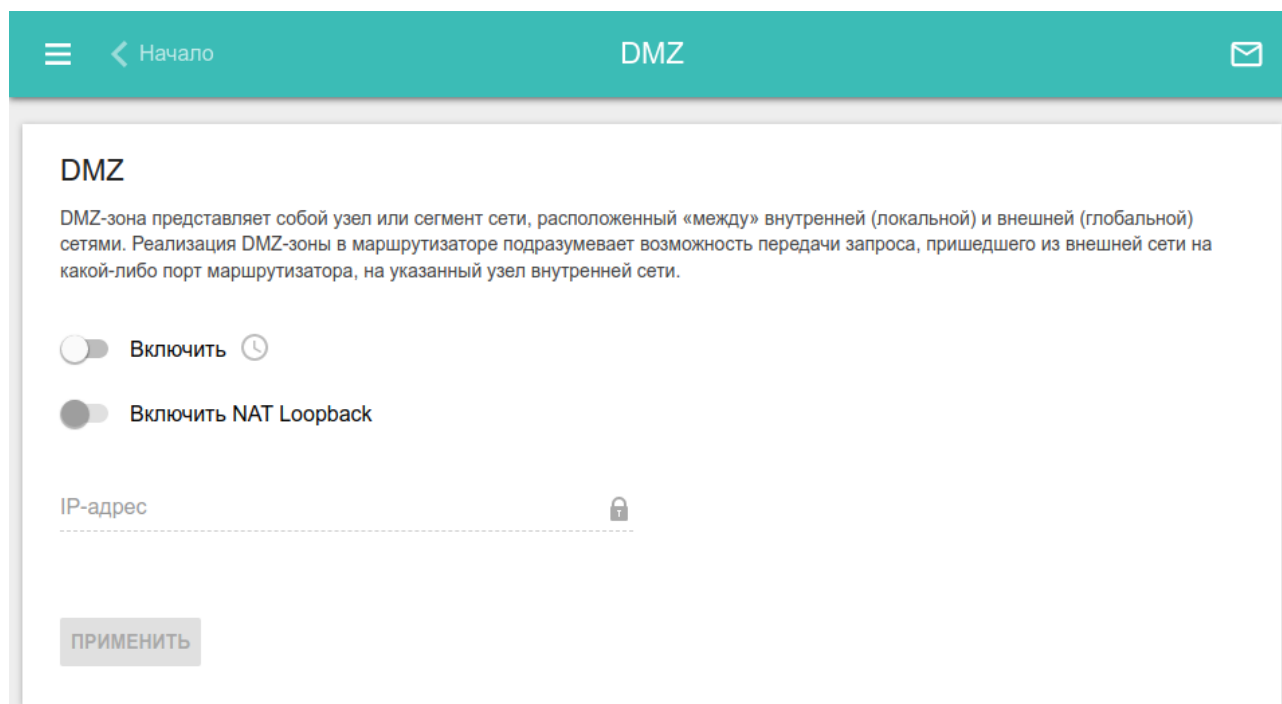 Начало
DMZ
DMZ
DMZ-зона представляет собой узел или сегмент сети, расположенный «между» внутренней (локальной) и внешней (глобальной)
сетями. Реализация DMZ-зоны в маршрутизаторе подразумевает возможность передачи запроса, пришедшего из внешней сети на
какой-либо порт маршрутизатора, на указанный узел внутренней сети.
Включить
Включить NAT Loopback
IP-адрес
ПРИМЕНИТЬ